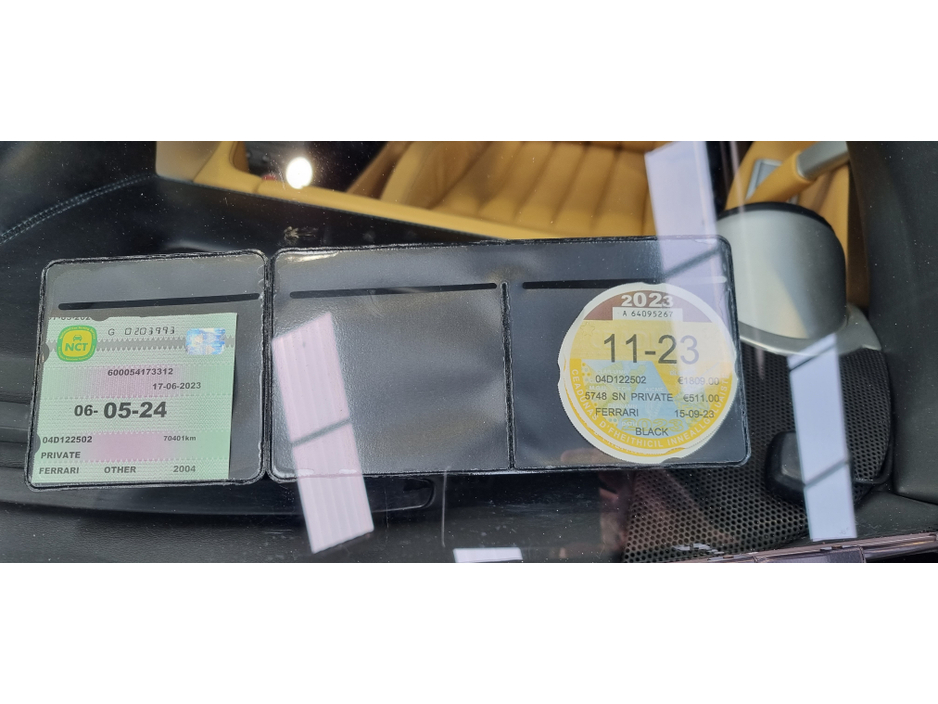 NCT
G 0203993
600054173312
17-06-2023
06- 05-24
04D122502 70401km
PRIVATE
FERRARI OTHER 2004
2023
A 64095267
11-23
04D122502 €1809.00
5748 SN PRIVATE €511.00
FERRARI 15-09-23
BLACK